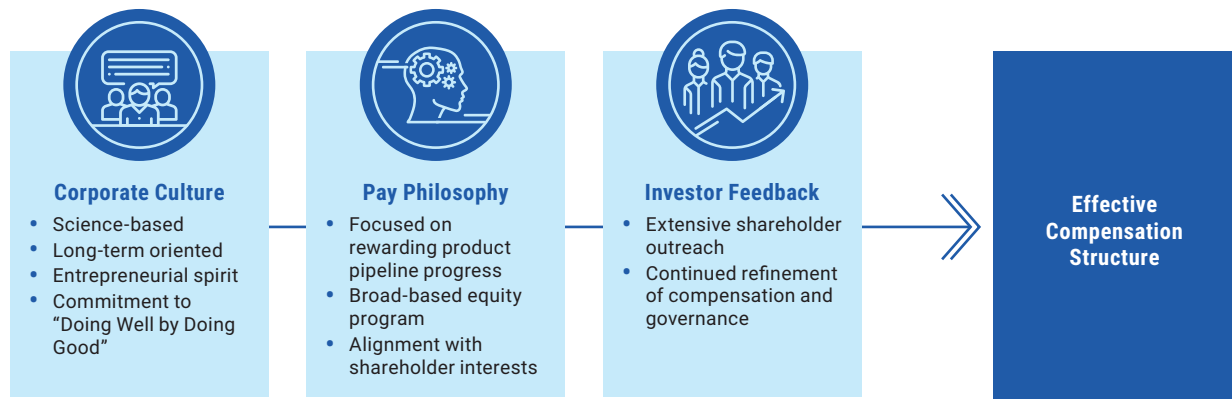 Corporate Culture
• Science-based
• Long-term oriented
• Entrepreneurial spirit
• Commitment to
“Doing Well by Doing
Good”
Pay Philosophy
• Focused on
rewarding product
pipeline progress
• Broad-based equity
program
• Alignment with
shareholder interests
Investor Feedback
• Extensive shareholder
outreach
• Continued refinement
of compensation and
governance
Effective
Compensation
Structure